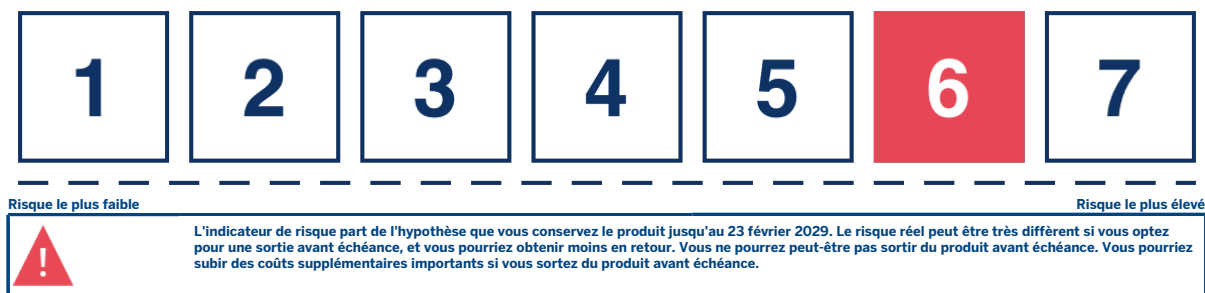 1 2 3 4 5 6 7
Risque le plus faible Risque le plus élevé
L'indicateur de risque part de l'hypothèse que vous conservez le produit jusqu'au 23 février 2029. Le risque réel peut être très diffèrent si vous optez
pour une sortie avant échéance, et vous pourriez obtenir moins en retour. Vous ne pourrez peut-être pas sortir du produit avant échéance. Vous pourriez
subir des coûts supplémentaires importants si vous sortez du produit avant échéance.
!